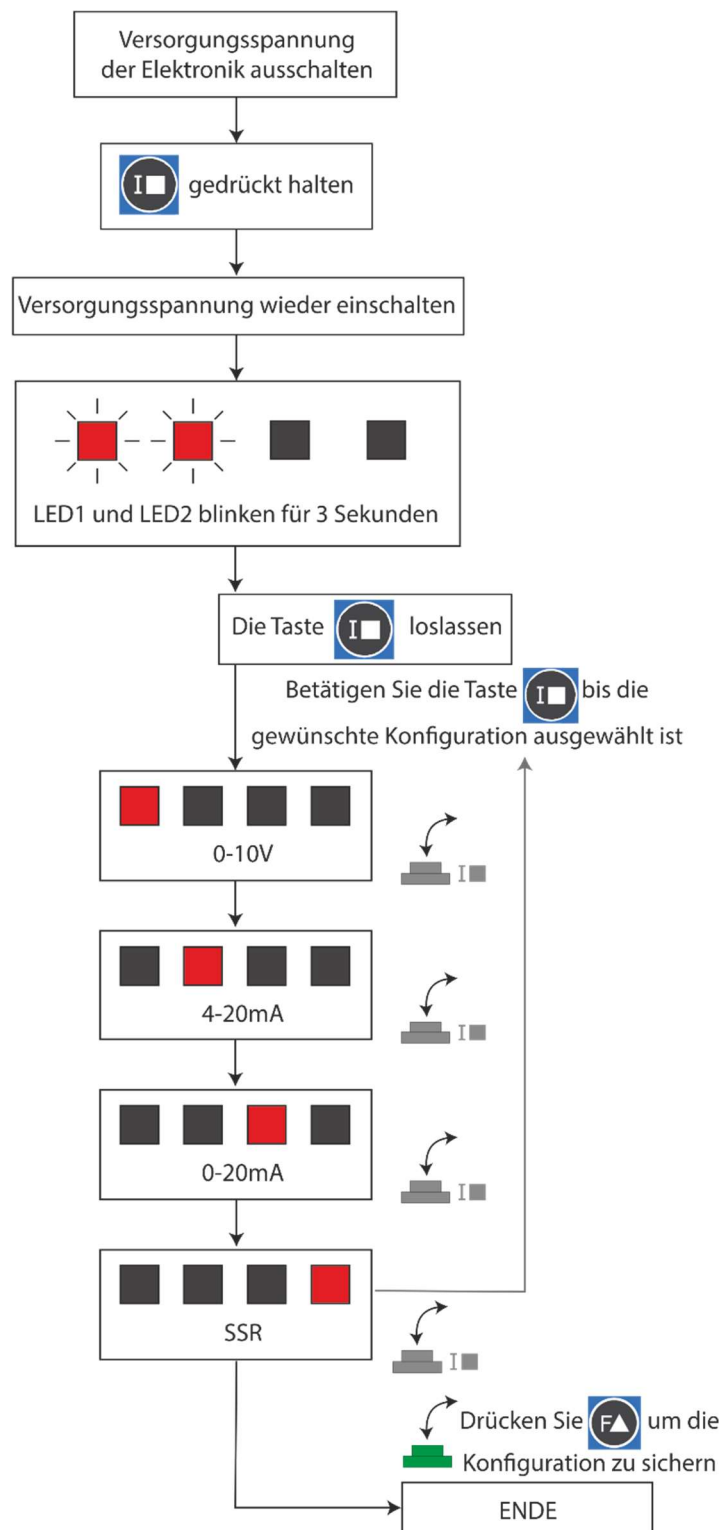 Versorgungsspannung
der Elektronik ausschalten
I■ gedrückt halten
Versorgungsspannung wieder einschalten
LED1 und LED2 blinken für 3 Sekunden
Die Taste I■ loslassen
Betätigen Sie die Taste I■ bis die
gewünschte Konfiguration ausgewählt ist
0-10V
I■
4-20mA
I■
0-20mA
I■
SSR
I■
Drücken Sie F▲ um die
Konfiguration zu sichern
ENDE